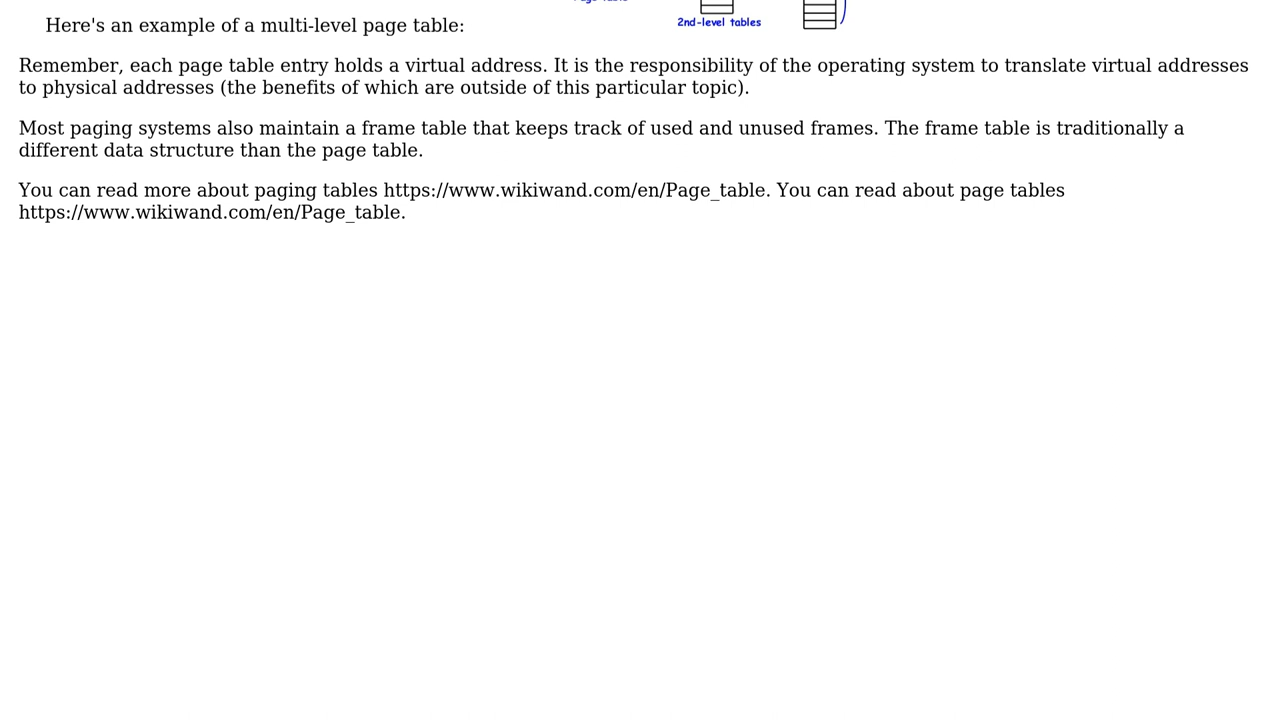 Here's an example of a multi-level page table:
2nd-level tables
Remember, each page table entry holds a virtual address. It is the responsibility of the operating system to translate virtual addresses
to physical addresses (the benefits of which are outside of this particular topic).
Most paging systems also maintain a frame table that keeps track of used and unused frames. The frame table is traditionally a
different data structure than the page table.
You can read more about paging tables https://www.wikiwand.com/en/Page_table. You can read about page tables
https://www.wikiwand.com/en/Page_table.